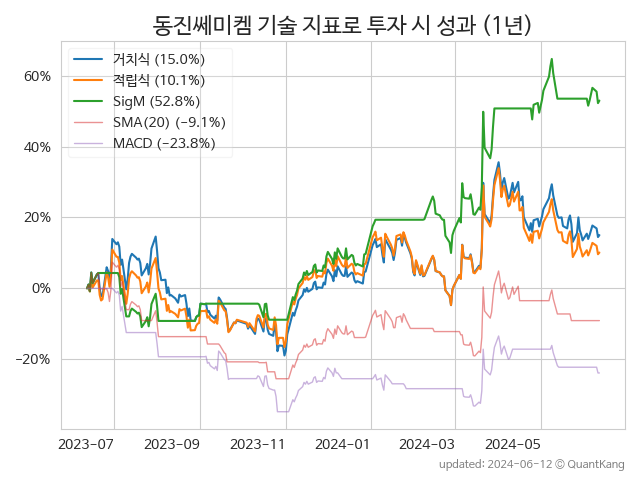 동진쎄미켐 기술 지표로 투자 시 성과 (1년)
거치식 (15.0%)
적립식 (10.1%)
SigM (52.8%)
SMA(20) (−9.1%)
MACD (−23.8%)
60%
40%
20%
0%
−20%
2023−07 2023−09 2023−11 2024−01 2024−03 2024−05
updated: 2024-06-12 © QuantKang